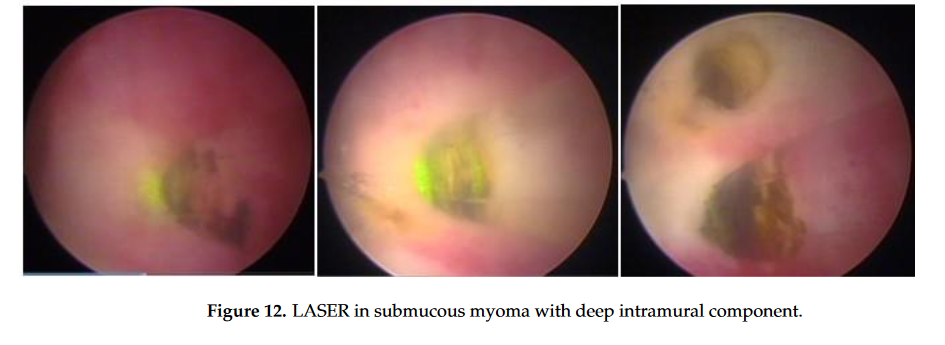 Figure 12. LASER in submucous myoma with deep intramural component.